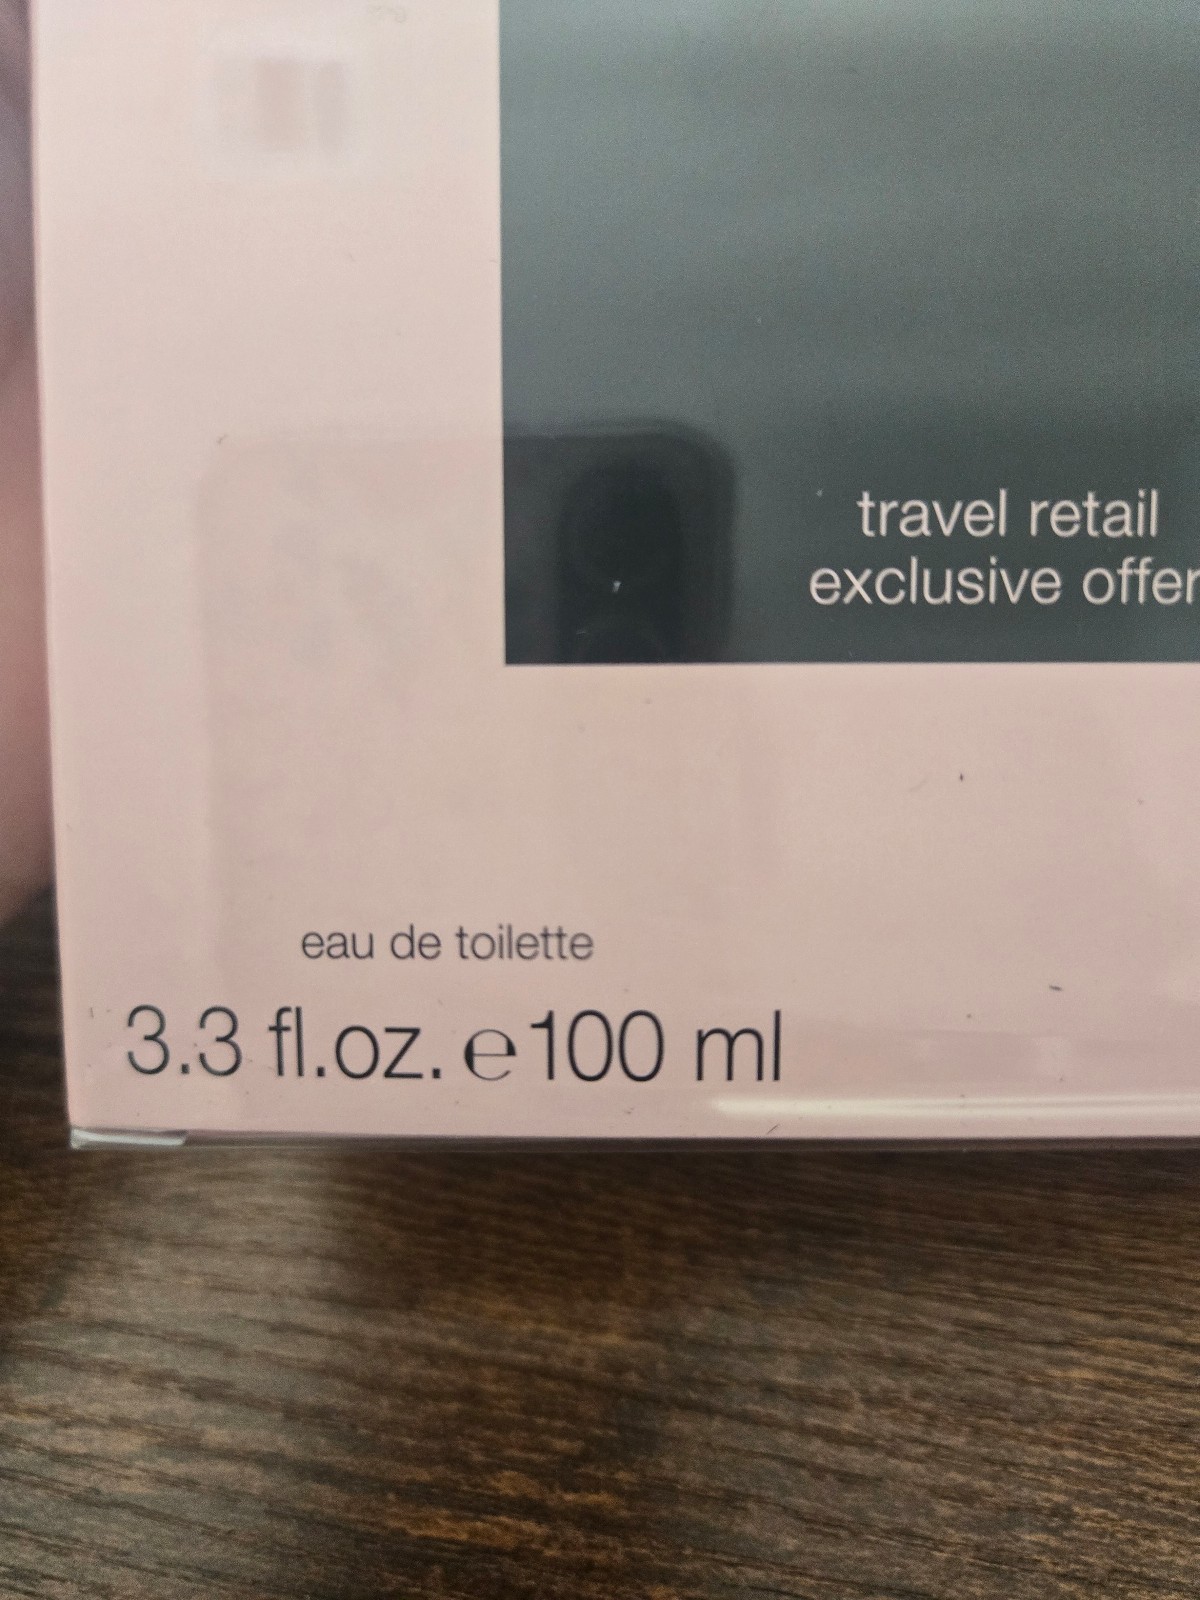 travel retail
exclusive offer
eau de toilette
3.3 fl.oz. ℮100 ml